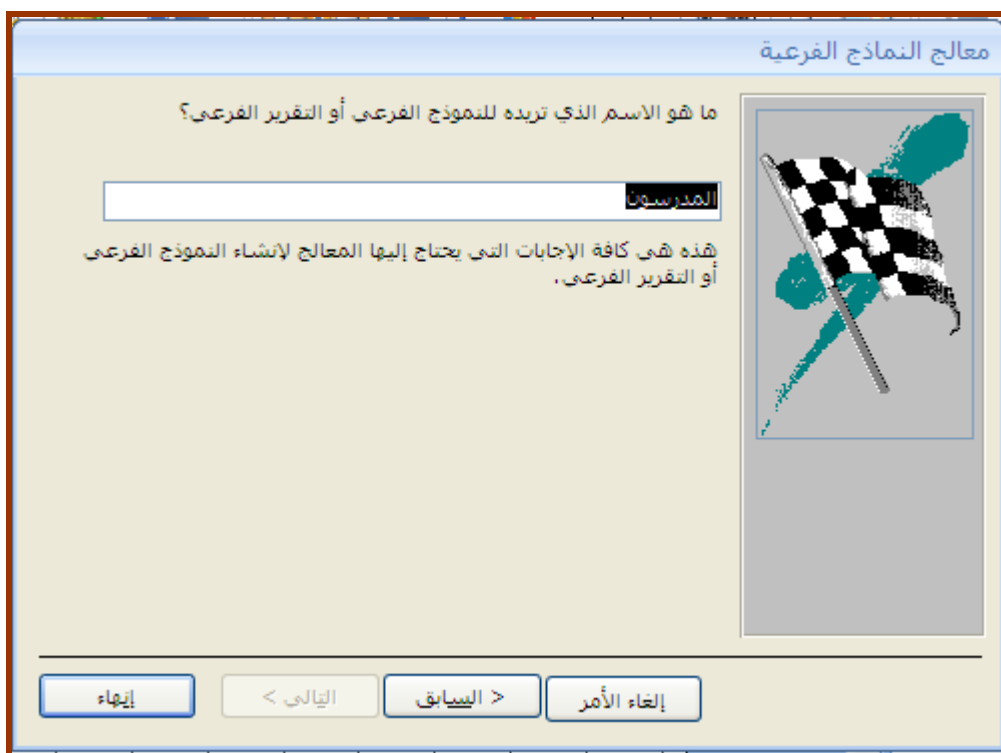 معالج النماذج الفرعية
ما هو الاسم الذي تريده للنموذج الفرعي أو التقرير الفرعي؟
المدرسون
هذه هي كافة الإجابات التي يحتاج إليها المعالج لإنشاء النموذج الفرعي
أو التقرير الفرعي.
إلغاء الأمر
< السابق
التالي >
إنهاء